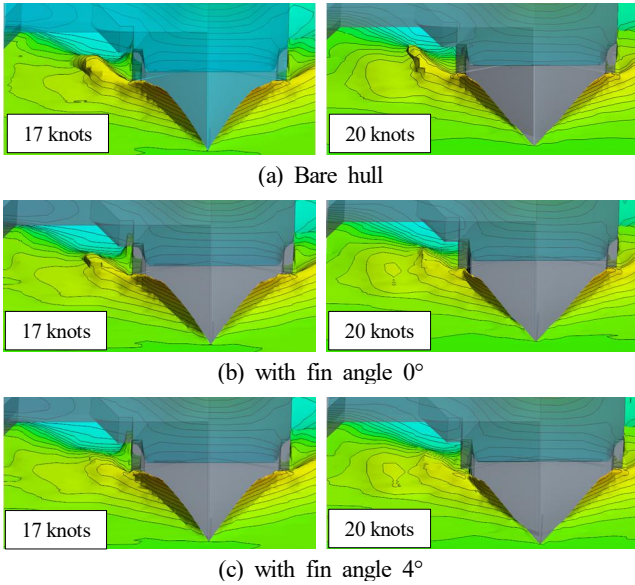 17 knots
20 knots
(a) Bare hull
17 knots
20 knots
(b) with fin angle 0°
17 knots
20 knots
(c) with fin angle 4°